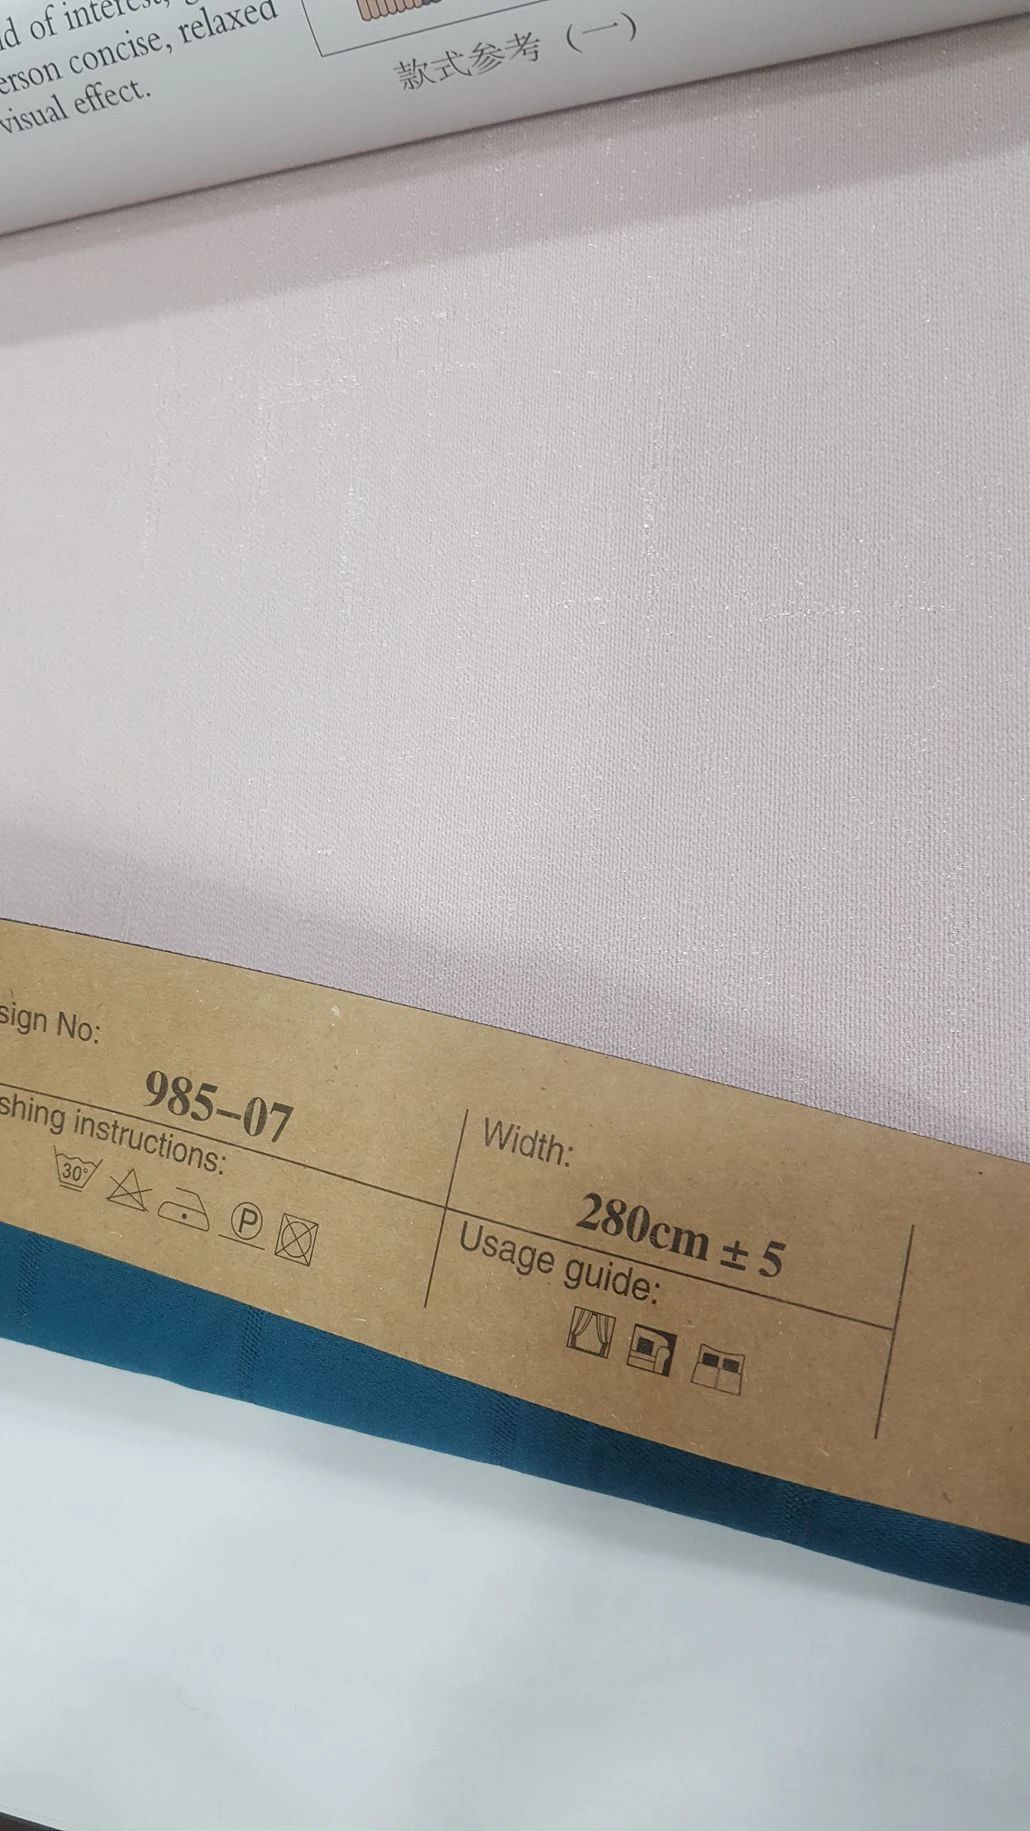 d of interest,
erson concise, relaxed
visual effect.
款式参考（一）
sign No:
985-07
shing instructions:
30°
P
Width:
280cm ± 5
Usage guide: